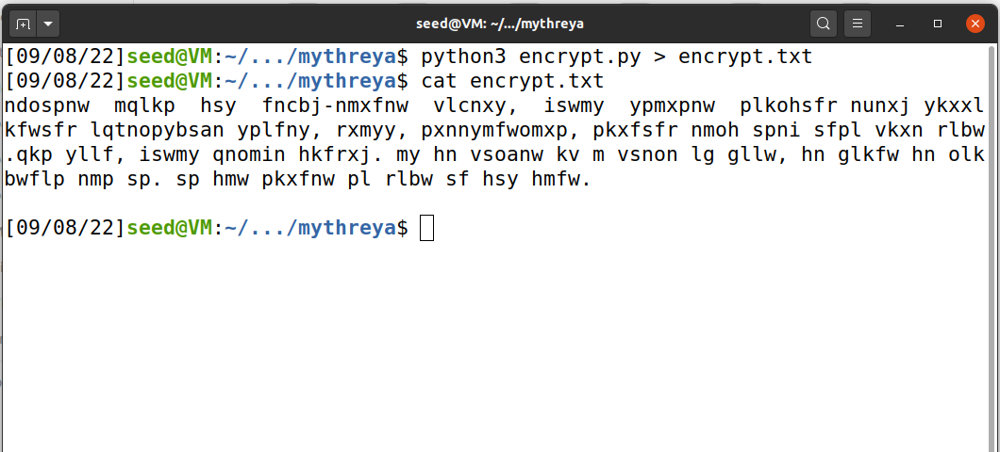 seed@VM: ~/.../mythreya
[09/08/22]seed@VM:~/.../mythreya$ python3 encrypt.py > encrypt.txt
[09/08/22]seed@VM:~/.../mythreya$ cat encrypt.txt
ndospnw  mqlkp  hsy  fncbj-nmxfnw  vlcnxy,  iswmy  ypmxpnw  plkohsfr nunxj ykxxl
kfwsfr lqtnopybsan yplfny, rxmyy, pxnnymfwomxp, pkxfsfr nmoh spni sfpl vkxn rlbw
.qkp yllf, iswmy qnomin hkfrxj. my hn vsoanw kv m vsnon lg gllw, hn glkfw hn olk
bwflp nmp sp. sp hmw pkxfnw pl rlbw sf hsy hmfw.
[09/08/22]seed@VM:~/.../mythreya$